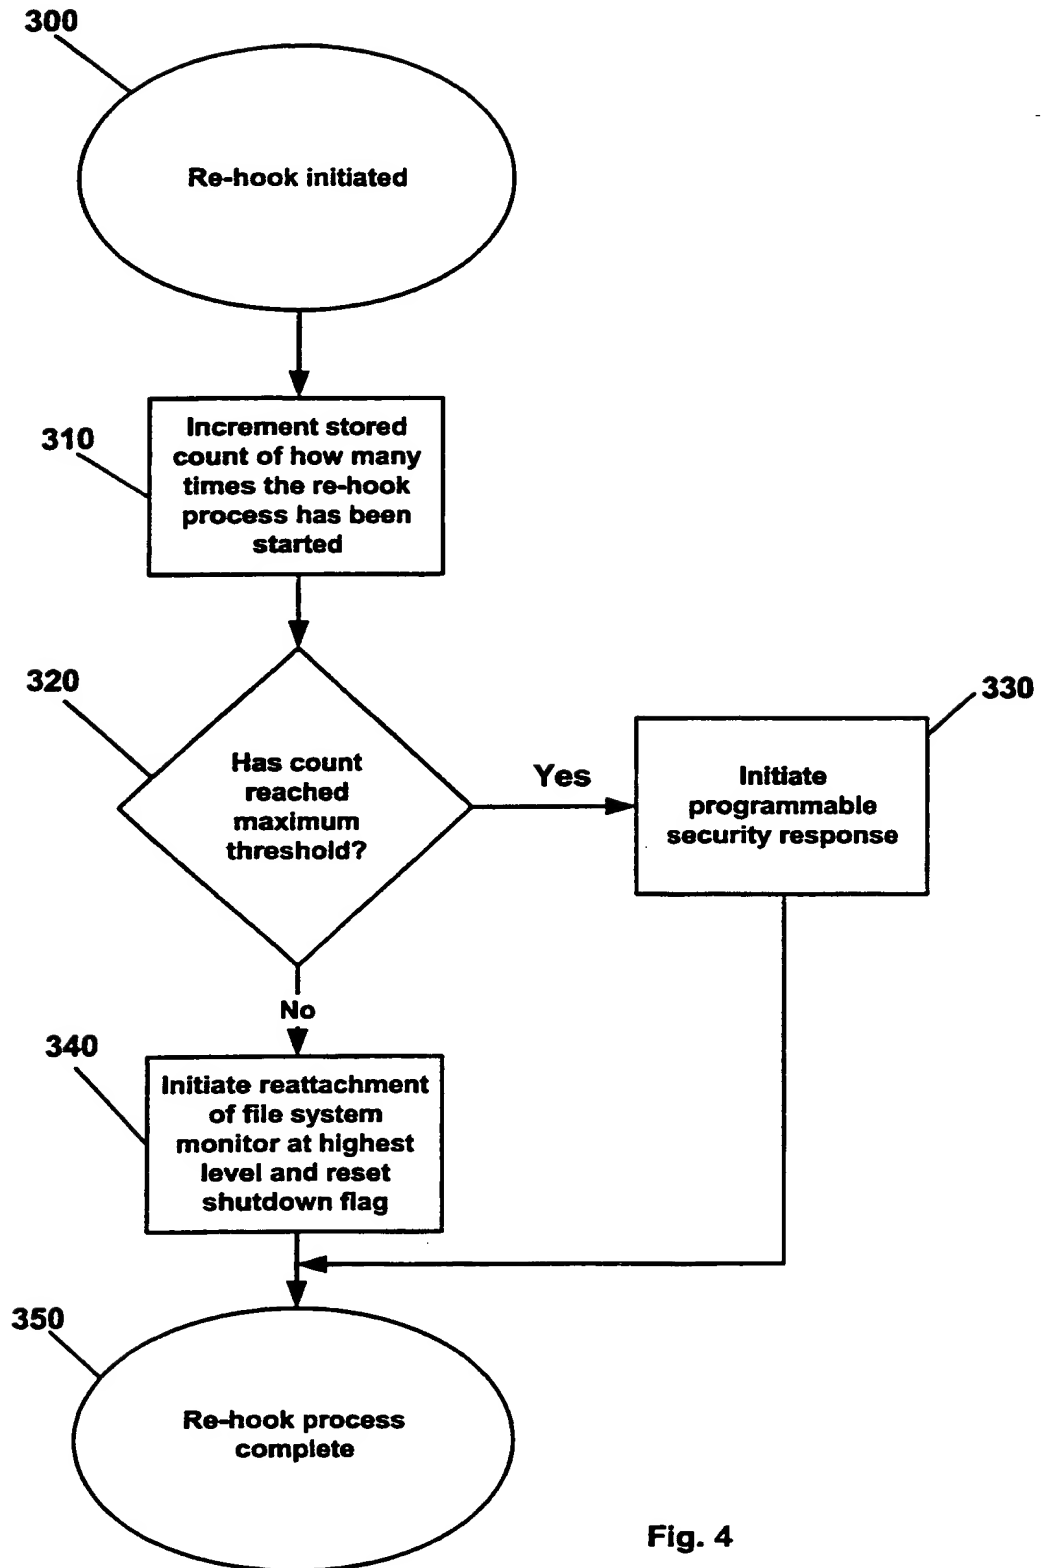 300
Re-hook initiated
310
Increment stored
count of how many
times the re-hook
process has been
started
320
Has count
reached
maximum
threshold?
Yes
330
Initiate
programmable
security response
No
340
Initiate reattachment
of file system
monitor at highest
level and reset
shutdown flag
350
Re-hook process
complete
Fig. 4